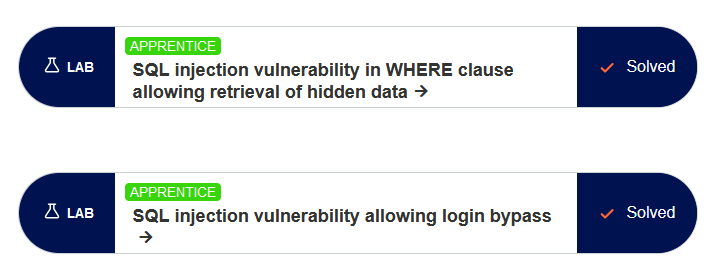 APPRENTICE
LAB
SQL injection vulnerability in WHERE clause
allowing retrieval of hidden data →
Solved
APPRENTICE
LAB
SQL injection vulnerability allowing login bypass
→
Solved